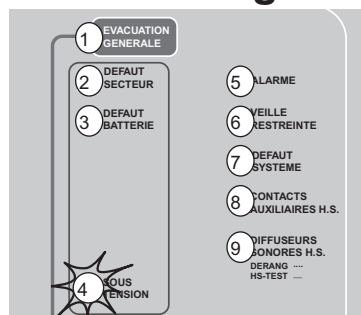 1 EVACUATION
GENERALE
2 DEFAUT
SECTEUR
3 DEFAUT
BATTERIE
4 SOUS
TENSION
5 ALARME
6 VEILLE
RESTREINTE
7 DEFAUT
SYSTEME
8 CONTACTS
AUXILIAIRES H.S.
9 DIFFUSEURS
SONORES H.S.
DERANG ····
HS-TEST —